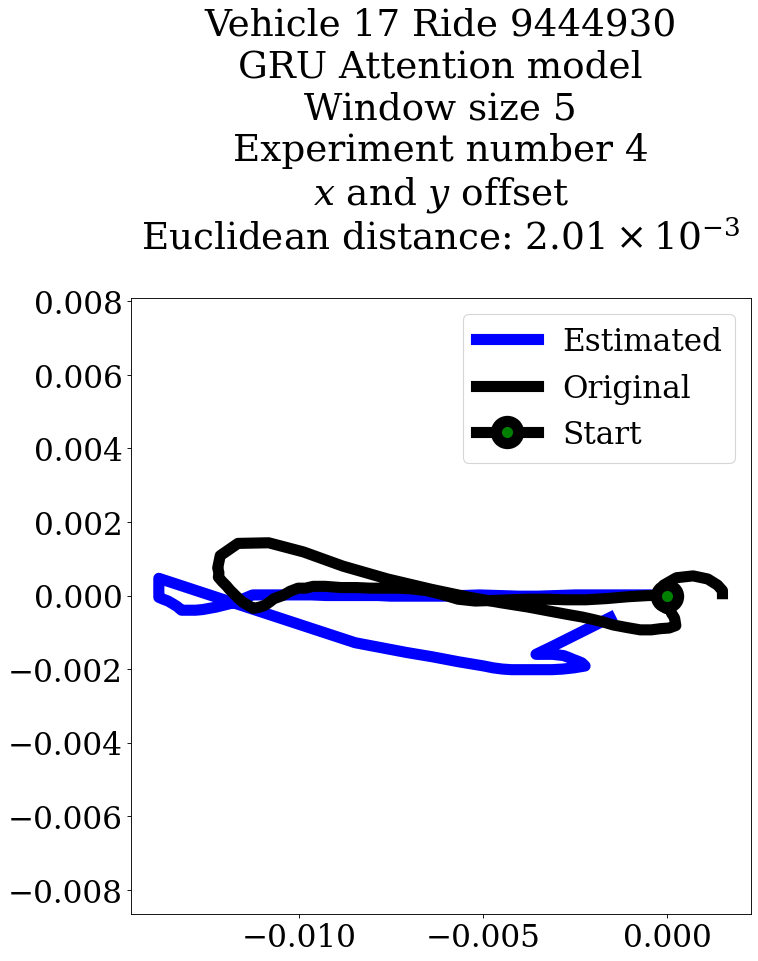 Vehicle 17 Ride 9444930
GRU Attention model
Window size 5
Experiment number 4
x and y offset
Euclidean distance: 2.01 × 10⁻³
Estimated
Original
Start
0.008
0.006
0.004
0.002
0.000
−0.002
−0.004
−0.006
−0.008
−0.010
−0.005
0.000